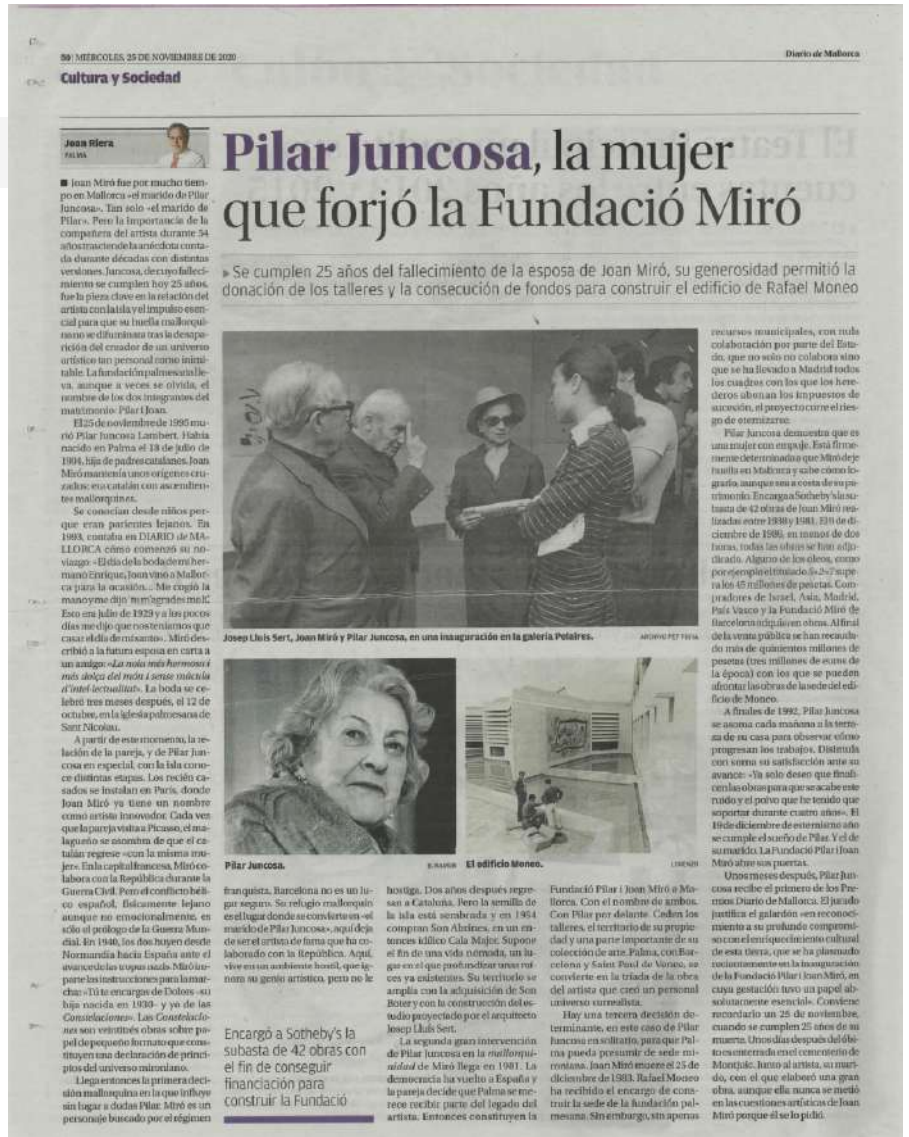 50 | MIÉRCOLES, 25 DE NOVIEMBRE DE 2020
Diario de Mallorca
Cultura y Sociedad
Joan Riera
PALMA
Pilar Juncosa, la mujer
que forjó la Fundació Miró
▸ Se cumplen 25 años del fallecimiento de la esposa de Joan Miró, su generosidad permitió la
donación de los talleres y la consecución de fondos para construir el edificio de Rafael Moneo
■ Joan Miró fue por mucho tiem-
po en Mallorca «el marido de Pilar
Juncosa». Tan solo «el marido de
Pilar». Pero la importancia de la
compañera del artista durante 54
años trasciende la anécdota conta-
da durante décadas con distintas
versiones. Juncosa, de cuyo falleci-
miento se cumplen hoy 25 años,
fue la pieza clave en la relación del
artista con la isla y el impulso esen-
cial para que su huella mallorqui-
na no se difuminara tras la desapa-
rición del creador de un universo
artístico tan personal como inimi-
table. La fundación palmesana lle-
va, aunque a veces se olvida, el
nombre de los dos integrantes del
matrimonio: Pilar i Joan.
El 25 de noviembre de 1995 mu-
rió Pilar Juncosa Lambert. Había
nacido en Palma el 18 de julio de
1904, hija de padres catalanes. Joan
Miró mantenía unos orígenes cru-
zados: era catalán con ascendien-
tes mallorquines.
Se conocían desde niños por-
que eran parientes lejanos. En
1993, contaba en DIARIO de MA-
LLORCA cómo comenzó su no-
viazgo: «El día de la boda de mi her-
mano Enrique, Joan vino a Mallor-
ca para la ocasión... Me cogió la
mano y me dijo 'm'agrades molt'.
Esto era julio de 1929 y a los pocos
días me dijo que nos teníamos que
casar el día de mi santo». Miró des-
cribió a la futura esposa en carta a
un amigo: «La noia més hermosa i
més dolça del món i sense màcula
d'intel·lectualitat». La boda se ce-
lebró tres meses después, el 12 de
octubre, en la iglesia palmesana de
Sant Nicolau.
A partir de este momento, la re-
lación de la pareja, y de Pilar Jun-
cosa en especial, con la isla cono-
ce distintas etapas. Los recién ca-
sados se instalan en París, donde
Joan Miró ya tiene un nombre
como artista innovador. Cada vez
que la pareja visita a Picasso, el ma-
lagueño se asombra de que el ca-
talán regrese «con la misma mu-
jer». En la capital francesa, Miró co-
labora con la República durante la
Guerra Civil. Pero el conflicto béli-
co español, físicamente lejano
aunque no emocionalmente, es
sólo el prólogo de la Guerra Mun-
dial. En 1940, los dos huyen desde
Normandía hacia España ante el
avance de las tropas nazis. Miró im-
parte las instrucciones para la mar-
cha: «Tú te encargas de Dolors –su
hija nacida en 1930– y yo de las
Constelaciones». Las Constelacio-
nes son veintitrés obras sobre pa-
pel de pequeño formato que cons-
tituyen una declaración de princi-
pios del universo mironiano.
Llega entonces la primera deci-
sión mallorquina en la que influye
sin lugar a dudas Pilar. Miró es un
personaje buscado por el régimen
Josep Lluís Sert, Joan Miró y Pilar Juncosa, en una inauguración en la galería Pelaires.
ARCHIVO PEP
Pilar Juncosa.
B. RAMON
El edificio Moneo.
LORENZO
franquista. Barcelona no es un lu-
gar seguro. Su refugio mallorquín
es el lugar donde se convierte en «el
marido de Pilar Juncosa», aquí deja
de ser el artista de fama que ha co-
laborado con la República. Aquí,
vive en un ambiente hostil, que ig-
nora su genio artístico, pero no le
Encargó a Sotheby's la
subasta de 42 obras con
el fin de conseguir
financiación para
construir la Fundació
hostiga. Dos años después regre-
san a Cataluña. Pero la semilla de
la isla está sembrada y en 1954
compran Son Abrines, en un en-
tonces idílico Cala Major. Supone
el fin de una vida nómada, un lu-
gar en el que profundizar unas raí-
ces ya existentes. Su territorio se
amplía con la adquisición de Son
Boter y con la construcción del es-
tudio proyectado por el arquitecto
Josep Lluís Sert.
La segunda gran intervención
de Pilar Juncosa en la mallorqui-
nidad de Miró llega en 1981. La
democracia ha vuelto a España y
la pareja decide que Palma se me-
rece recibir parte del legado del
artista. Entonces constituyen la
Fundació Pilar i Joan Miró a Ma-
llorca. Con el nombre de ambos.
Con Pilar por delante. Ceden los
talleres, el territorio de su propie-
dad y una parte importante de su
colección de arte. Palma, con Bar-
celona y Saint Paul de Vence, se
convierte en la tríada de la obra
del artista que creó un personal
universo surrealista.
Hay una tercera decisión de-
terminante, en este caso de Pilar
Juncosa en solitario, para que Pal-
ma pueda presumir de sede mi-
roniana. Joan Miró muere el 25 de
diciembre de 1983. Rafael Moneo
ha recibido el encargo de cons-
truir la sede de la fundación pal-
mesana. Sin embargo, sin apenas
recursos municipales, con nula
colaboración por parte del Esta-
do, que no solo no colabora sino
que se ha llevado a Madrid todos
los cuadros con los que los here-
deros abonan los impuestos de
sucesión, el proyecto corre el ries-
go de eternizarse.
Pilar Juncosa demuestra que es
una mujer con empuje. Está firme-
mente determinada a que Miró deje
huella en Mallorca y sabe cómo lo-
grarlo, aunque sea a costa de su pa-
trimonio. Encarga a Sotheby's la su-
basta de 42 obras de Joan Miró rea-
lizadas entre 1938 y 1981. El 9 de di-
ciembre de 1986, en menos de dos
horas, todas las obras se han adju-
dicado. Alguno de los óleos, como
por ejemplo el titulado 5+2=7 supe-
ra los 45 millones de pesetas. Com-
pradores de Israel, Asia, Madrid,
País Vasco y la Fundació Miró de
Barcelona adquieren obras. Al final
de la venta pública se han recauda-
do más de quinientos millones de
pesetas (tres millones de euros de
la época) con los que se pueden
afrontar las obras de la sede del edi-
ficio de Moneo.
A finales de 1992, Pilar Juncosa
se asoma cada mañana a la terra-
za de su casa para observar cómo
progresan los trabajos. Disimula
con sorna su satisfacción ante su
avance: «Ya solo deseo que finali-
cen las obras para que se acabe este
ruido y el polvo que he tenido que
soportar durante cuatro años». El
19 de diciembre de este mismo año
se cumple el sueño de Pilar. Y el de
su marido. La Fundació Pilar i Joan
Miró abre sus puertas.
Unos meses después, Pilar Jun-
cosa recibe el primero de los Pre-
mios Diario de Mallorca. El jurado
justifica el galardón «en reconoci-
miento a su profundo compromi-
so con el enriquecimiento cultural
de esta tierra, que se ha plasmado
recientemente en la inauguración
de la Fundació Pilar i Joan Miró, en
cuya gestación tuvo un papel ab-
solutamente esencial». Conviene
recordarlo un 25 de noviembre,
cuando se cumplen 25 años de su
muerte. Unos días después del óbi-
to es enterrada en el cementerio de
Montjuïc. Junto al artista, su mari-
do, con el que elaboró una gran
obra, aunque ella nunca se metió
en las cuestiones artísticas de Joan
Miró porque él se lo pidió.